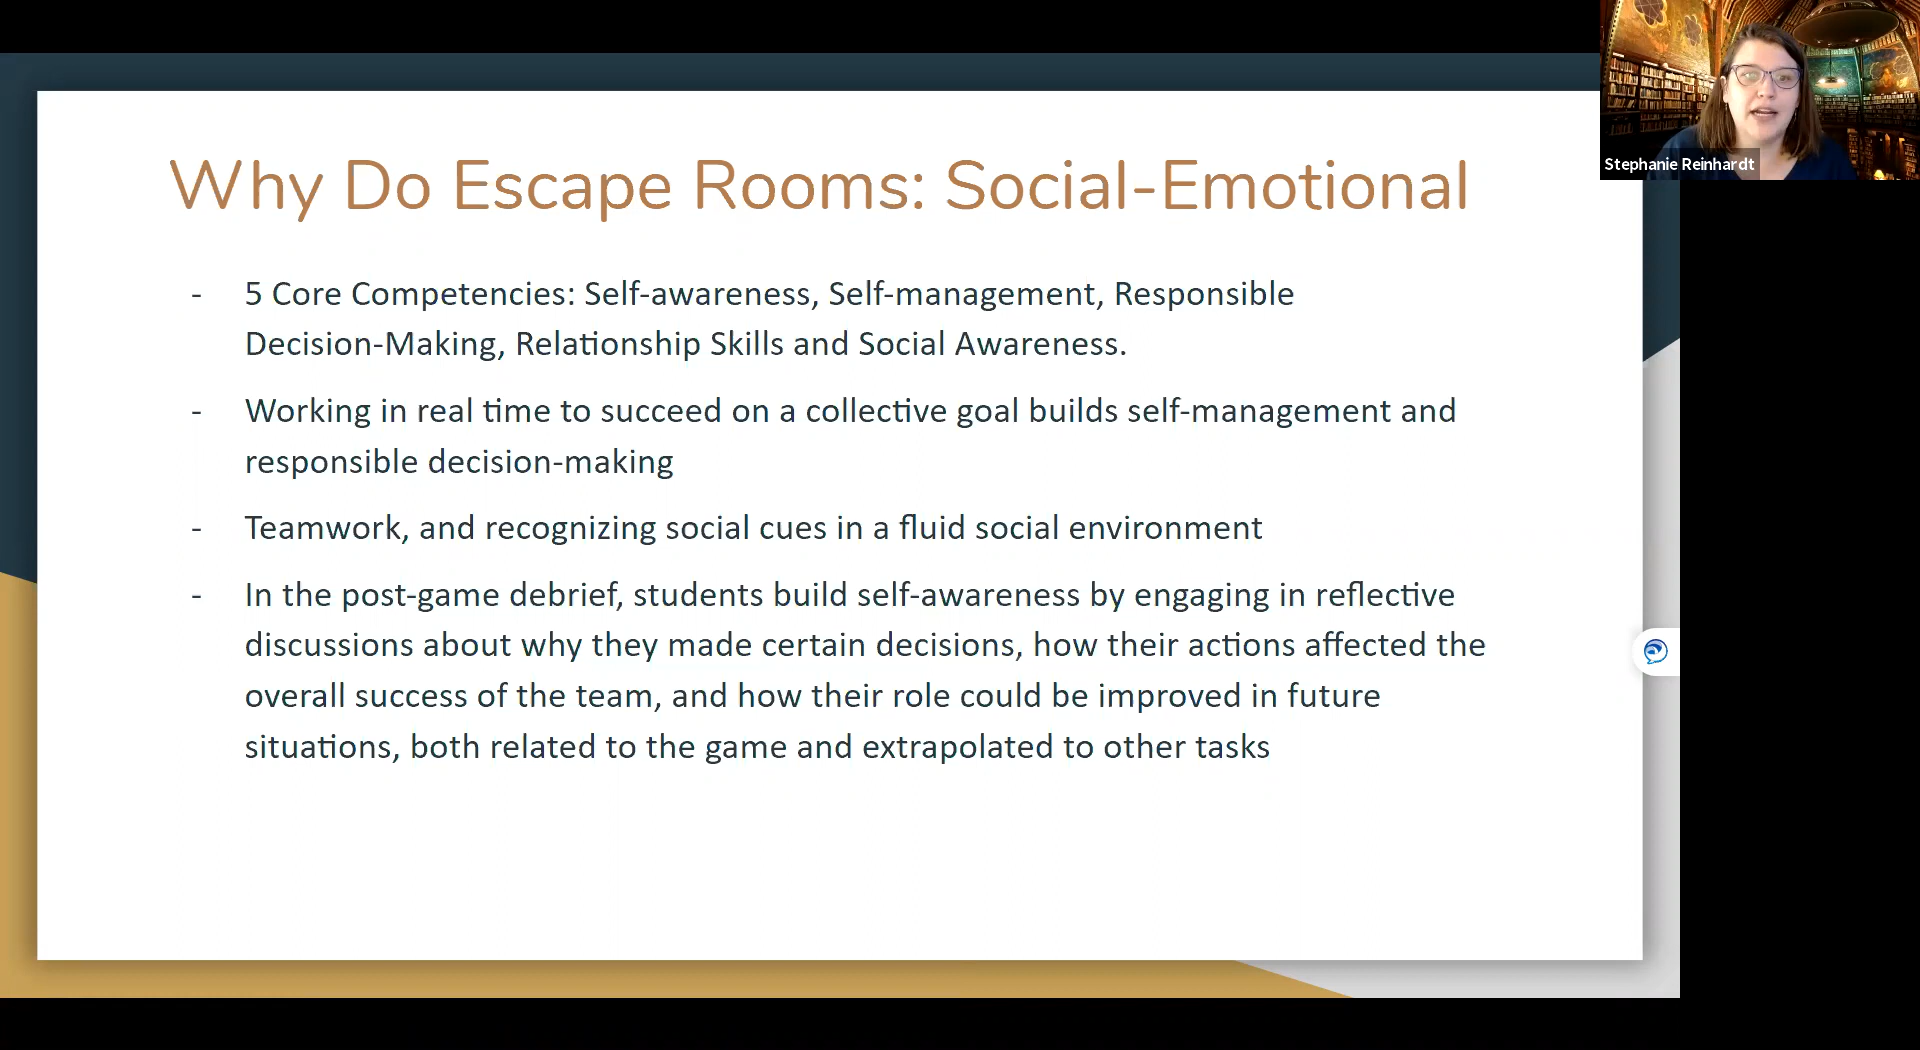 Why Do Escape Rooms: Social-Emotional
- 5 Core Competencies: Self-awareness, Self-management, Responsible
Decision-Making, Relationship Skills and Social Awareness.
- Working in real time to succeed on a collective goal builds self-management and
responsible decision-making
- Teamwork, and recognizing social cues in a fluid social environment
- In the post-game debrief, students build self-awareness by engaging in reflective
discussions about why they made certain decisions, how their actions affected the
overall success of the team, and how their role could be improved in future
situations, both related to the game and extrapolated to other tasks
Stephanie Reinhardt